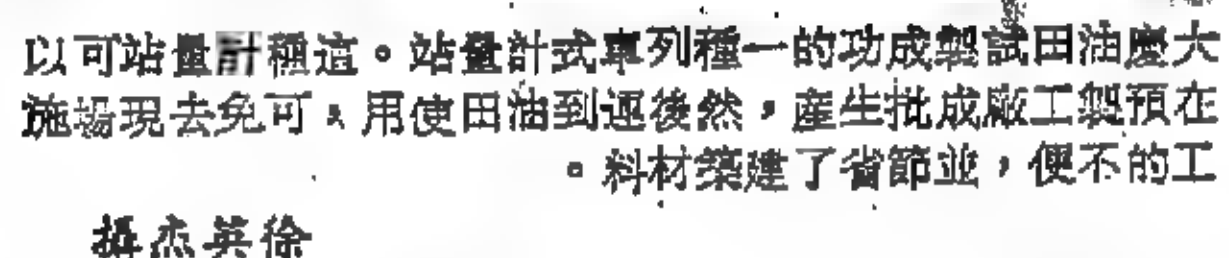 大慶油田試製成功的一種列車式計量站。這種計量站可以
在預製工廠成批生產，然後運到油田使用，可免去現場施
工的不便，並節省了建築材料。
徐英杰攝